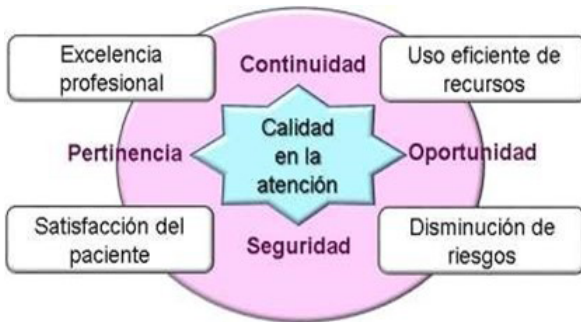 Excelencia
profesional
Continuidad
Uso eficiente de
recursos
Pertinencia
Calidad
en la
atención
Oportunidad
Satisfacción del
paciente
Seguridad
Disminución de
riesgos